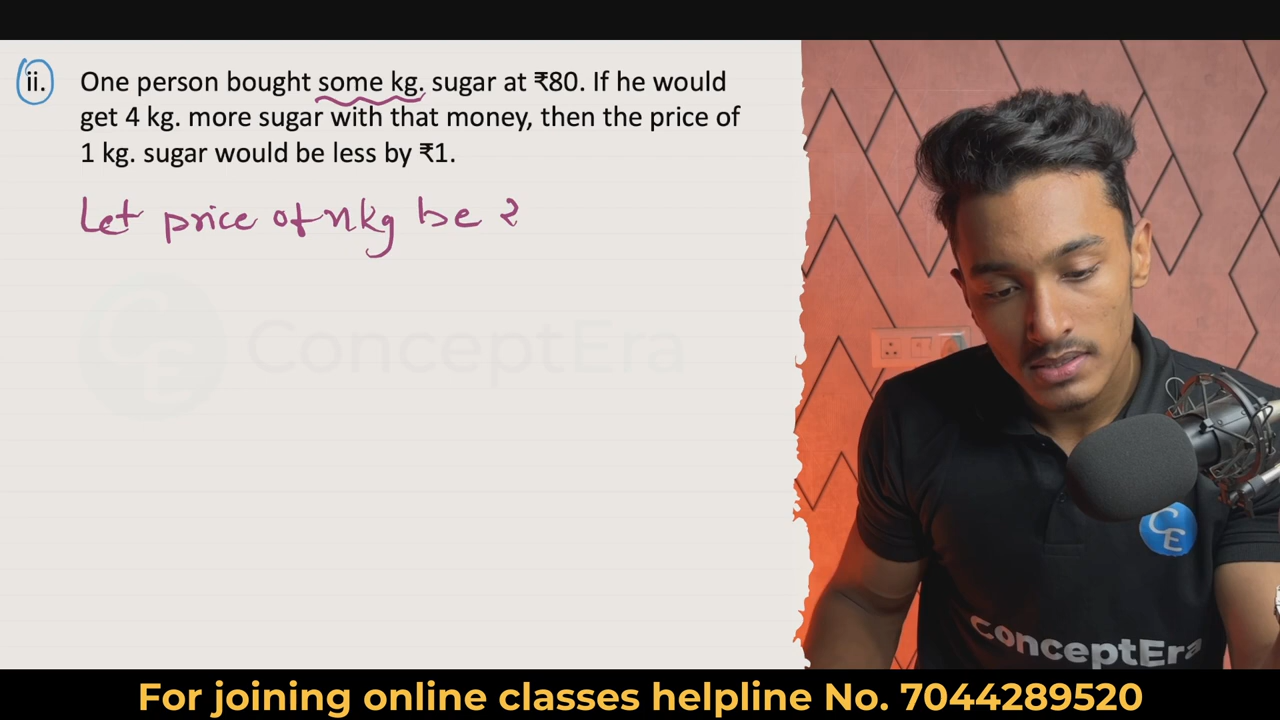 ii. One person bought some kg. sugar at ₹80. If he would
get 4 kg. more sugar with that money, then the price of
1 kg. sugar would be less by ₹1.
Let price of x kg be ₹
CE ConceptEra
CE
ConceptEra
For joining online classes helpline No. 7044289520